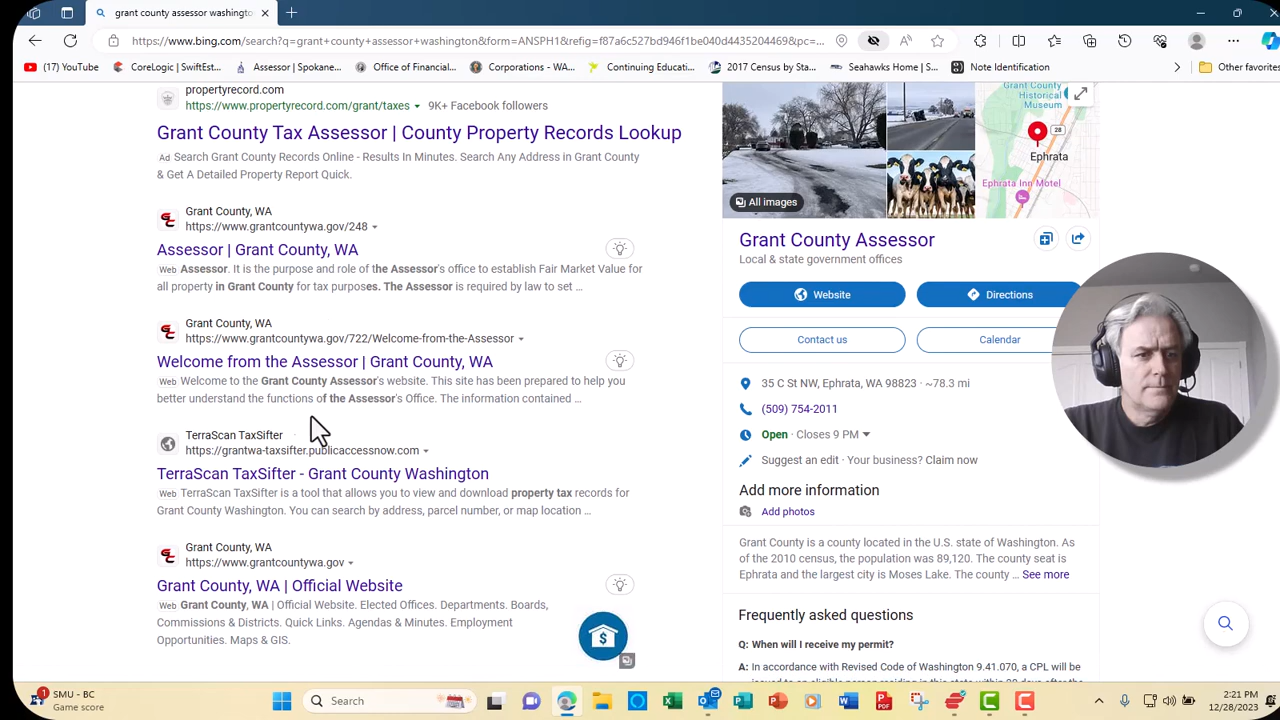 grant county assessor washingto
https://www.bing.com/search?q=grant+county+assessor+washington&form=ANSPH1&refig=f87a6c527bd946f1be040d4435204469&pc=...
(17) YouTube
CoreLogic | SwiftEst...
Assessor | Spokane...
Office of Financial...
Corporations - WA...
Continuing Educati...
2017 Census by Sta...
Seahawks Home | S...
Note Identification
Other favorites
propertyrecord.com
https://www.propertyrecord.com/grant/taxes
9K+ Facebook followers
Grant County Tax Assessor | County Property Records Lookup
Ad Search Grant County Records Online - Results In Minutes. Search Any Address in Grant County
& Get A Detailed Property Report Quick.
Grant County, WA
https://www.grantcountywa.gov/248
Assessor | Grant County, WA
Web Assessor. It is the purpose and role of the Assessor's office to establish Fair Market Value for
all property in Grant County for tax purposes. The Assessor is required by law to set ...
Grant County, WA
https://www.grantcountywa.gov/722/Welcome-from-the-Assessor
Welcome from the Assessor | Grant County, WA
Web Welcome to the Grant County Assessor's website. This site has been prepared to help you
better understand the functions of the Assessor's Office. The information contained ...
TerraScan TaxSifter
https://grantwa-taxsifter.publicaccessnow.com
TerraScan TaxSifter - Grant County Washington
Web TerraScan TaxSifter is a tool that allows you to view and download property tax records for
Grant County Washington. You can search by address, parcel number, or map location ...
Grant County, WA
https://www.grantcountywa.gov
Grant County, WA | Official Website
Web Grant County, WA | Official Website. Elected Offices. Departments. Boards,
Commissions & Districts. Quick Links. Agendas & Minutes. Employment
Opportunities. Maps & GIS.
All images
Grant County
Historical
Museum
28
Ephrata
Ephrata Inn Motel
Grant County Assessor
Local & state government offices
Website
Directions
Contact us
Calendar
35 C St NW, Ephrata, WA 98823 · ~78.3 mi
(509) 754-2011
Open · Closes 9 PM
Suggest an edit · Your business? Claim now
Add more information
Add photos
Grant County is a county located in the U.S. state of Washington. As
of the 2010 census, the population was 89,120. The county seat is
Ephrata and the largest city is Moses Lake. The county ... See more
Frequently asked questions
Q: When will I receive my permit?
A: In accordance with Revised Code of Washington 9.41.070, a CPL will be
1
SMU - BC
Game score
Search
2:21 PM
12/28/2023